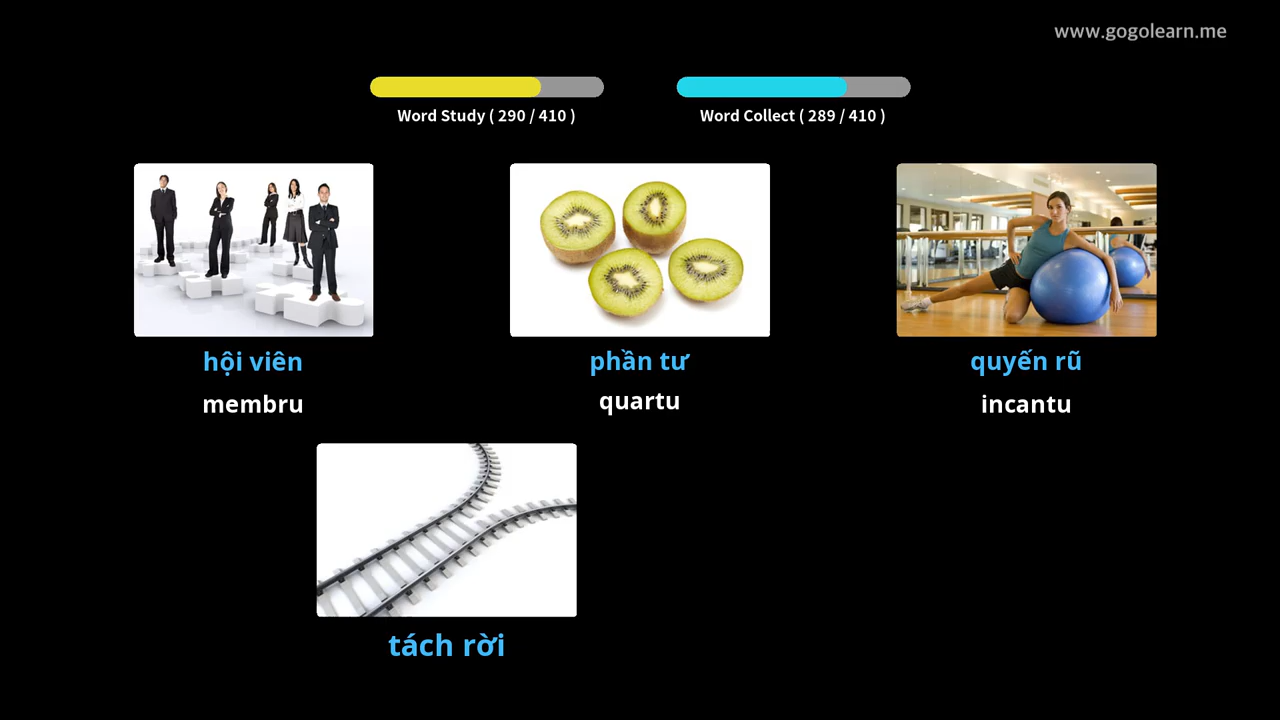 www.gogolearn.me
Word Study ( 290 / 410 )
Word Collect ( 289 / 410 )
hội viên
phần tư
quyến rũ
membru
quartu
incantu
tách rời